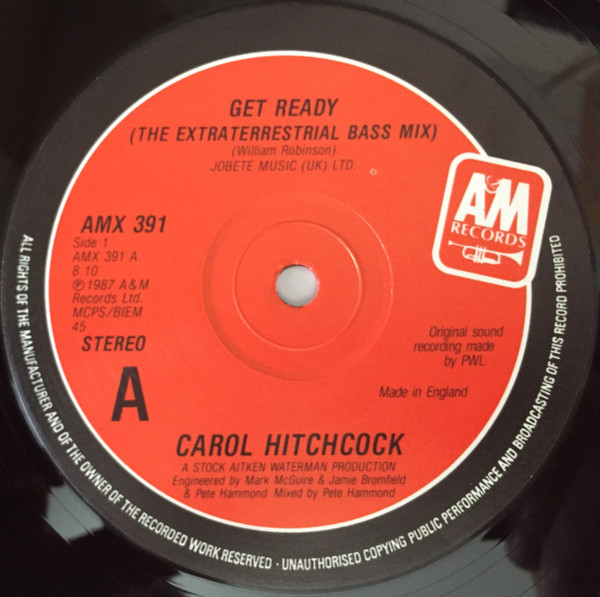 GET READY
(THE EXTRATERRESTRIAL BASS MIX)
(William Robinson)
JOBETE MUSIC (UK) LTD.
A&M
RECORDS
AMX 391
Side 1
AMX 391 A
8.10
℗ 1987 A & M
Records Ltd.
MCPS/BIEM
45
STEREO
A
Original sound
recording made
by PWL
Made in England
CAROL HITCHCOCK
A STOCK AITKEN WATERMAN PRODUCTION
Engineered by Mark McGuire & Jamie Bromfield
& Pete Hammond Mixed by Pete Hammond
ALL RIGHTS OF THE MANUFACTURER AND OF THE OWNER OF THE RECORDED WORK RESERVED · UNAUTHORISED COPYING PUBLIC PERFORMANCE AND BROADCASTING OF THIS RECORD PROHIBITED